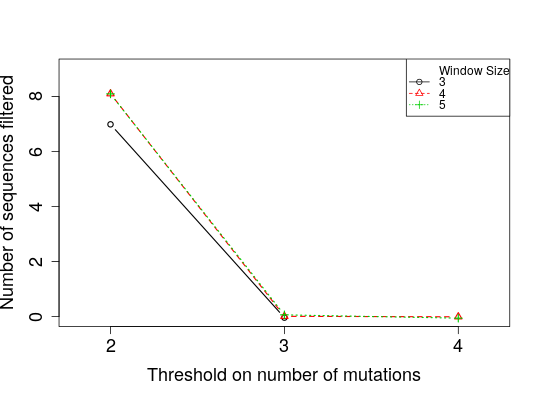 Window Size
3
4
5
Number of sequences filtered
8
6
4
2
0
2 3 4
Threshold on number of mutations